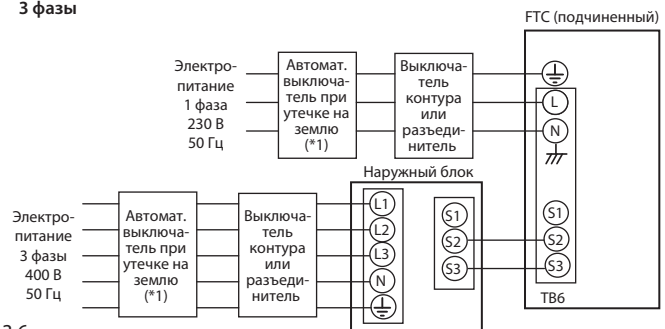 3 фазы
FTC (подчиненный)
Электро-
питание
1 фаза
230 В
50 Гц
Автомат.
выключа-
тель при
утечке на
землю
(*1)
Выключа-
тель
контура
или
разъеди-
нитель
L
N
S1
S2
S3
TB6
Наружный блок
Электро-
питание
3 фазы
400 В
50 Гц
Автомат.
выключа-
тель при
утечке на
землю
(*1)
Выключа-
тель
контура
или
разъеди-
нитель
L1
L2
L3
N
S1
S2
S3